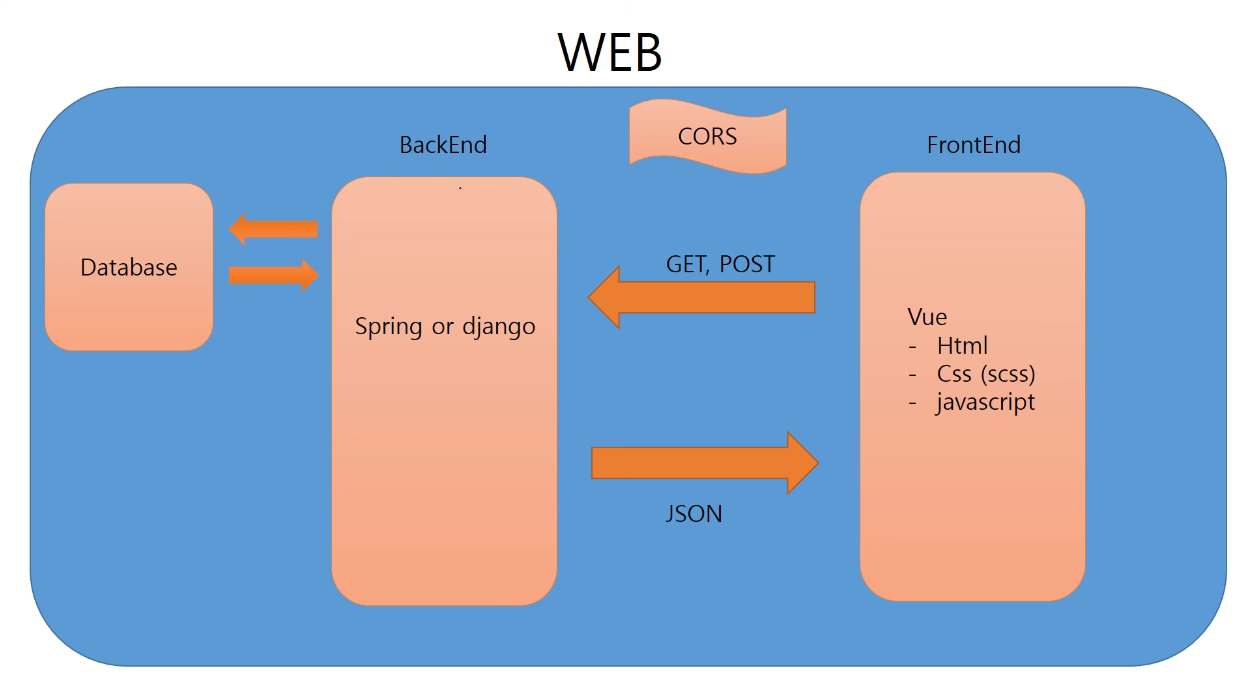 WEB
CORS
BackEnd
FrontEnd
Database
GET, POST
Spring or django
Vue
- Html
- Css (scss)
- javascript
JSON